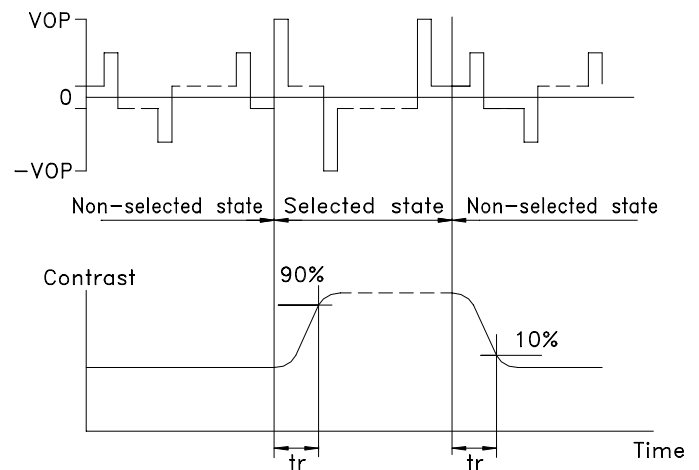 VOP
0
-VOP
Non-selected state
Selected state
Non-selected state
Contrast
90%
10%
Time
tr
tr